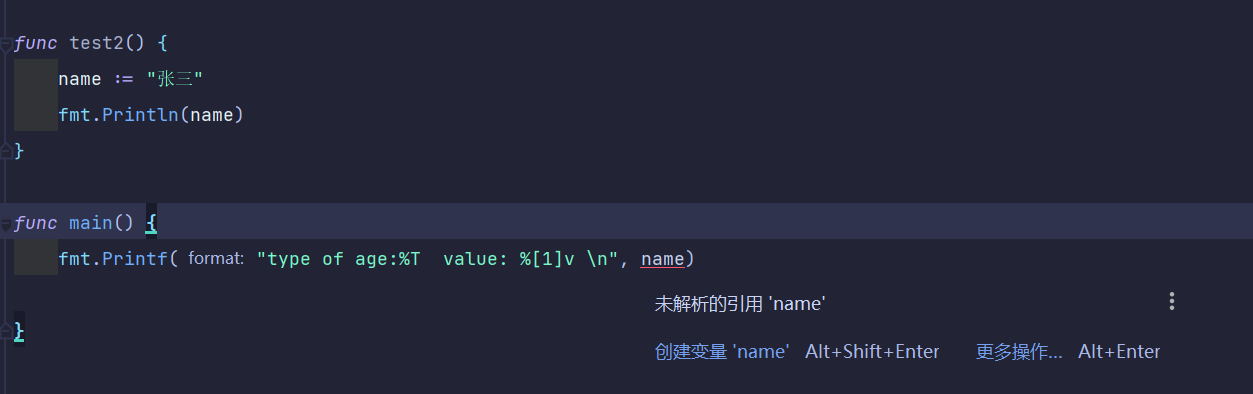 func test2() {
    name := "张三"
    fmt.Println(name)
}
func main() {
    fmt.Printf( format: "type of age:%T  value: %[1]v \n", name)
未解析的引用 'name'
}
创建变量 'name' Alt+Shift+Enter 更多操作... Alt+Enter